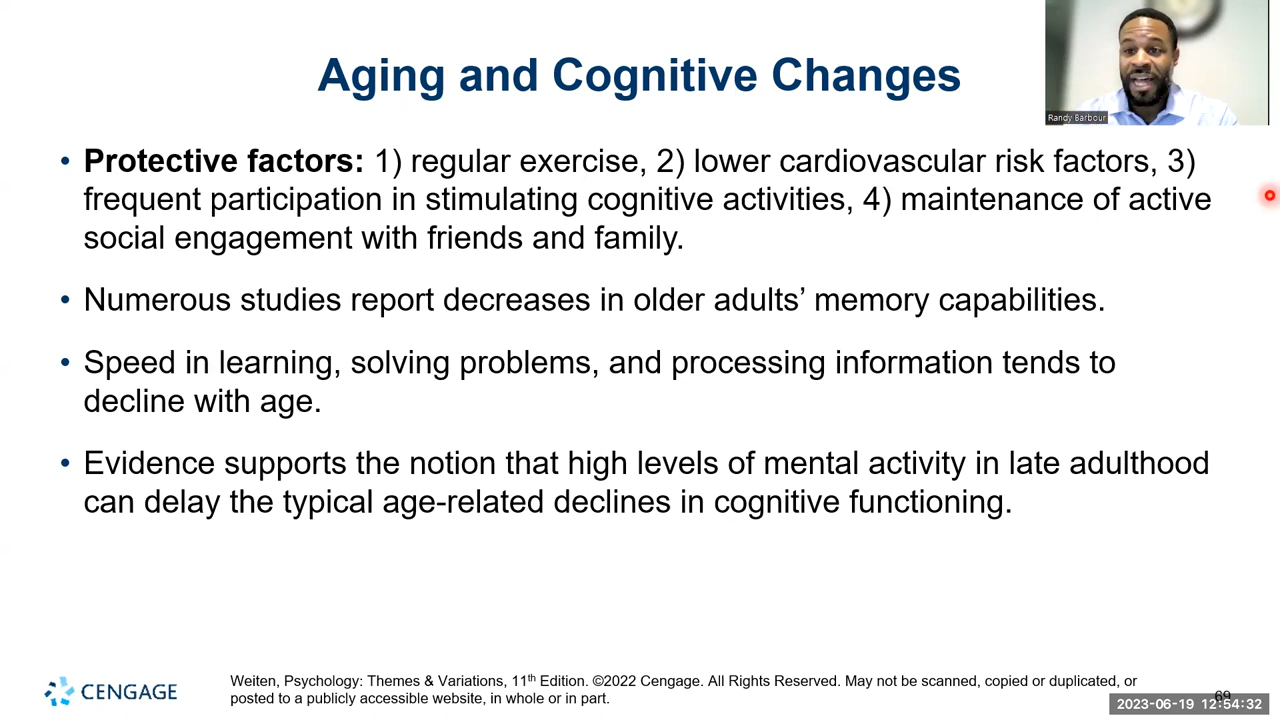 Aging and Cognitive Changes
Randy Barbour
• Protective factors: 1) regular exercise, 2) lower cardiovascular risk factors, 3)
frequent participation in stimulating cognitive activities, 4) maintenance of active
social engagement with friends and family.
• Numerous studies report decreases in older adults’ memory capabilities.
• Speed in learning, solving problems, and processing information tends to
decline with age.
• Evidence supports the notion that high levels of mental activity in late adulthood
can delay the typical age-related declines in cognitive functioning.
CENGAGE
Weiten, Psychology: Themes & Variations, 11th Edition. ©2022 Cengage. All Rights Reserved. May not be scanned, copied or duplicated, or
posted to a publicly accessible website, in whole or in part.
69
2023-06-19 12:54:32